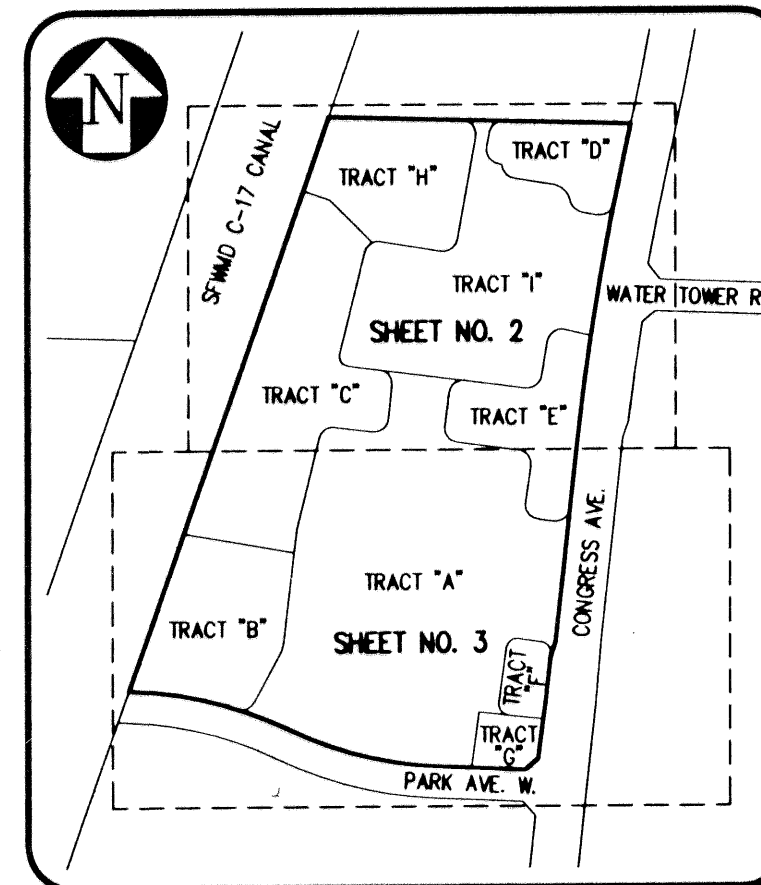 N
SFWMD C-17 CANAL
TRACT "H"
TRACT "D"
TRACT "I"
WATER TOWER R
SHEET NO. 2
TRACT "C"
TRACT "E"
CONGRESS AVE.
TRACT "A"
TRACT "B"
SHEET NO. 3
TRACT
"F"
TRACT
"G"
PARK AVE. W.